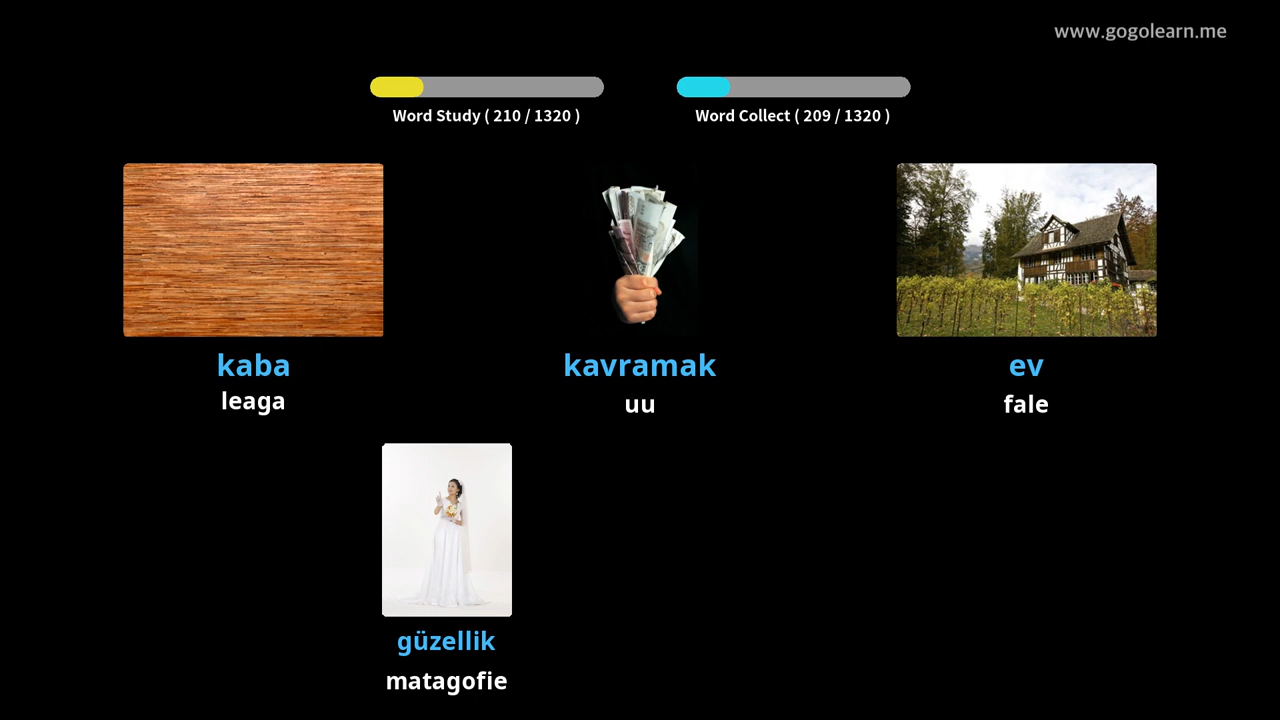 www.gogolearn.me
Word Study ( 210 / 1320 )
Word Collect ( 209 / 1320 )
kaba
leaga
kavramak
uu
ev
fale
güzellik
matagofie